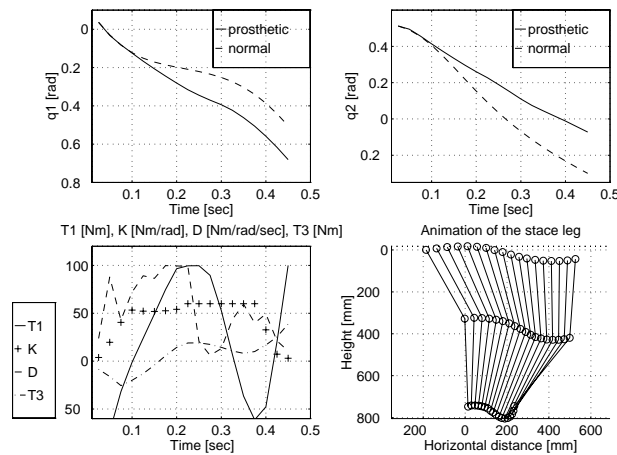 prosthetic
normal
0
0.2
0.4
0.6
0.8
q1 [rad]
0.1 0.2 0.3 0.4 0.5
Time [sec]
prosthetic
normal
0.4
0.2
0
0.2
q2 [rad]
0.1 0.2 0.3 0.4 0.5
Time [sec]
T1 [Nm], K [Nm/rad], D [Nm/rad/sec], T3 [Nm]
100
50
0
50
T1
K
D
T3
0.1 0.2 0.3 0.4 0.5
Time [sec]
Animation of the stace leg
0
200
400
600
800
Height [mm]
200 0 200 400 600
Horizontal distance [mm]